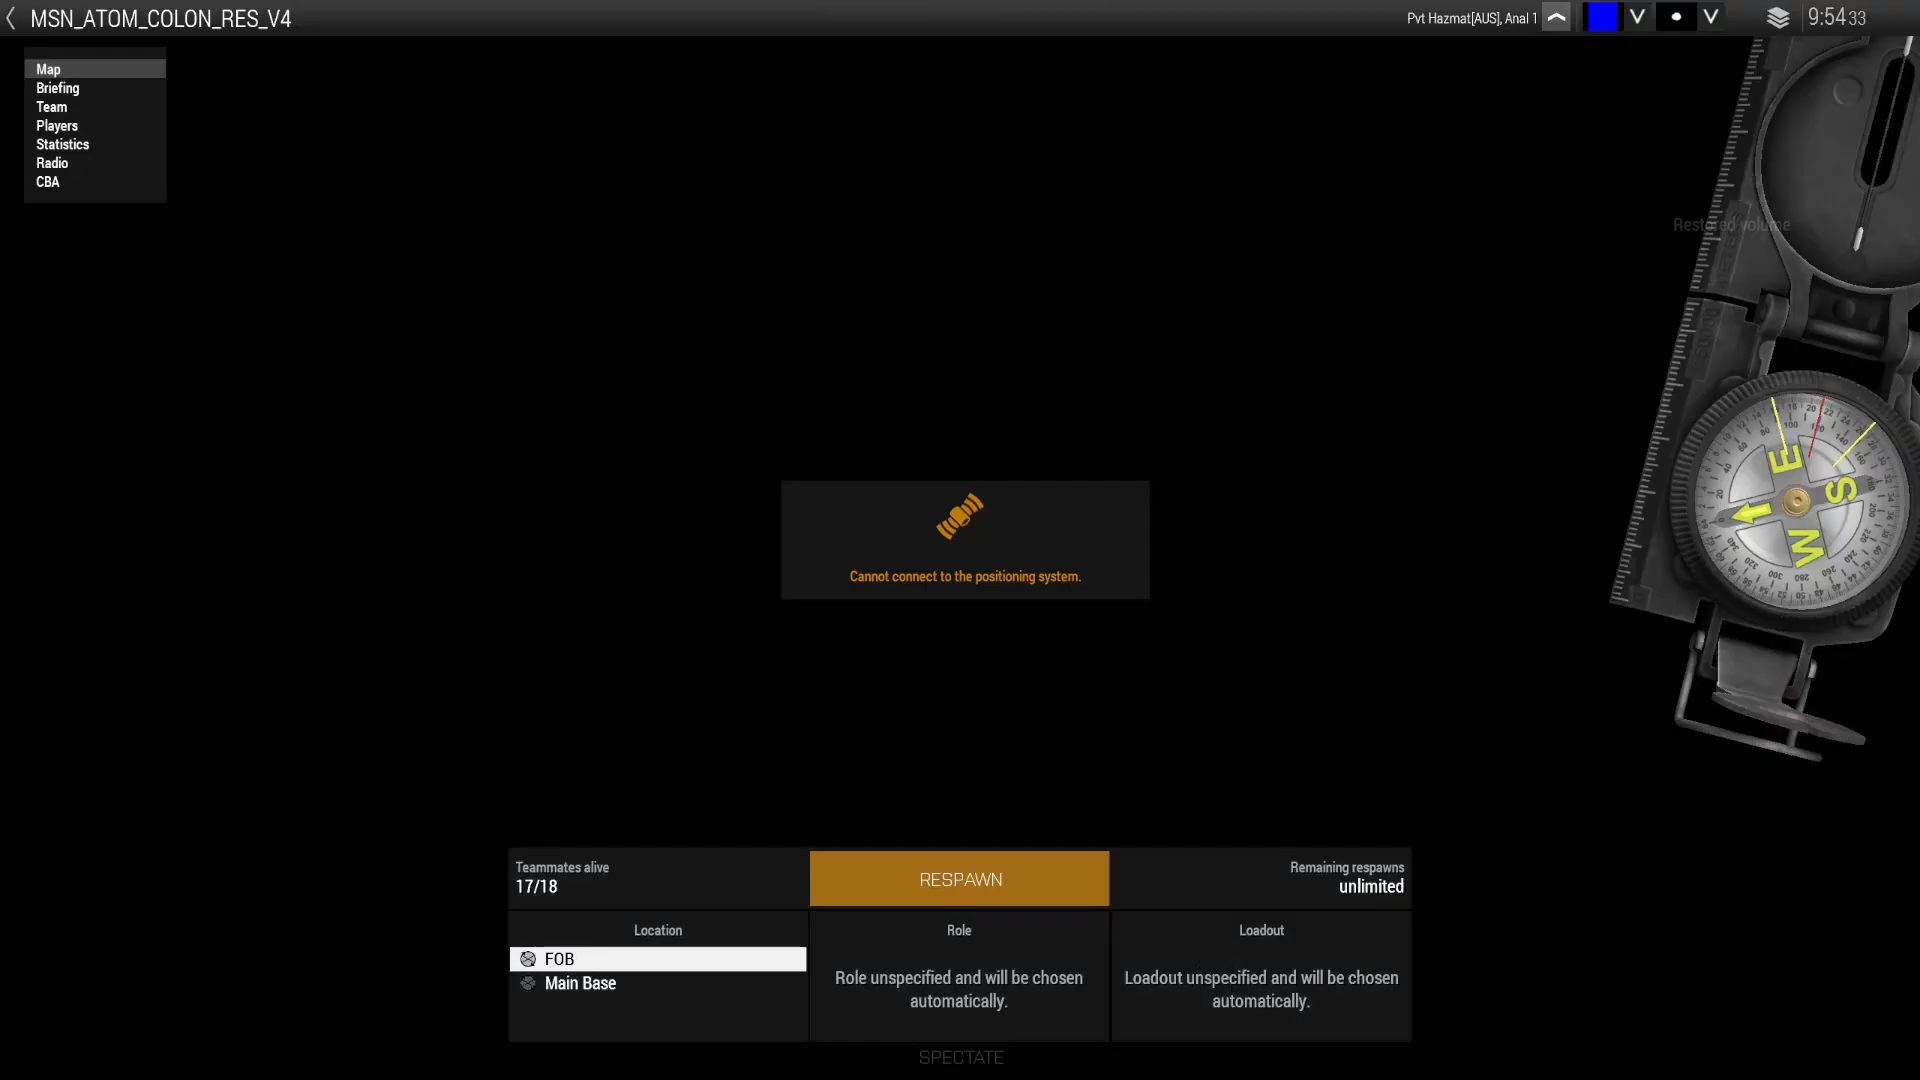 MSN_ATOM_COLON_RES_V4
Pvt Hazmat[AUS], Anal 1
9:54 33
Map
Briefing
Team
Players
Statistics
Radio
CBA
Restored volume
E
S
W
Cannot connect to the positioning system.
Teammates alive
17/18
RESPAWN
Remaining respawns
unlimited
Location
FOB
Main Base
Role
Role unspecified and will be chosen
automatically.
Loadout
Loadout unspecified and will be chosen
automatically.
SPECTATE